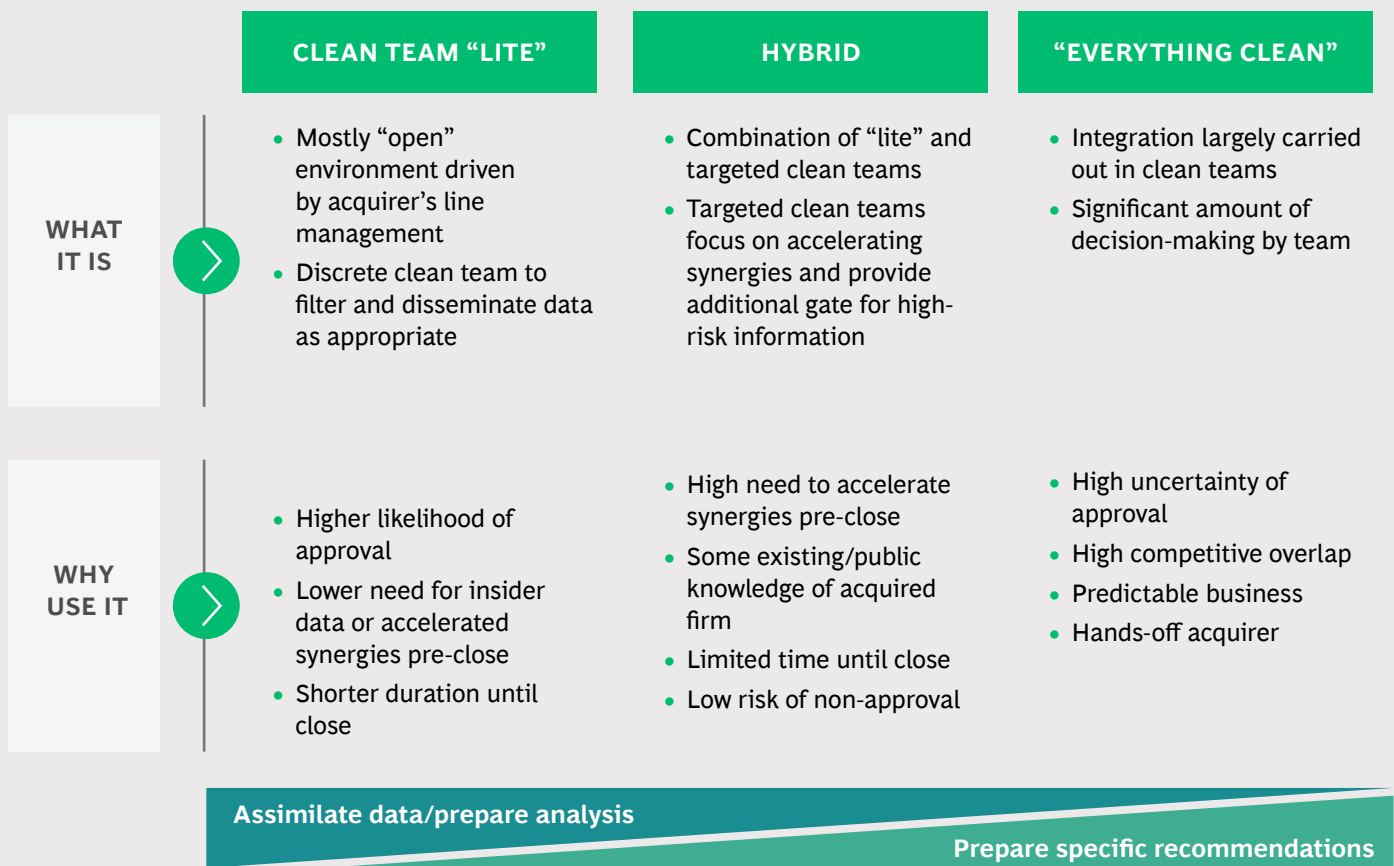 CLEAN TEAM “LITE”
HYBRID
“EVERYTHING CLEAN”
WHAT
IT IS
• Mostly “open”
environment driven
by acquirer’s line
management
• Discrete clean team to
filter and disseminate data
as appropriate
• Combination of “lite” and
targeted clean teams
• Targeted clean teams
focus on accelerating
synergies and provide
additional gate for high-
risk information
• Integration largely carried
out in clean teams
• Significant amount of
decision-making by team
WHY
USE IT
• Higher likelihood of
approval
• Lower need for insider
data or accelerated
synergies pre-close
• Shorter duration until
close
• High need to accelerate
synergies pre-close
• Some existing/public
knowledge of acquired
firm
• Limited time until close
• Low risk of non-approval
• High uncertainty of
approval
• High competitive overlap
• Predictable business
• Hands-off acquirer
Assimilate data/prepare analysis
Prepare specific recommendations